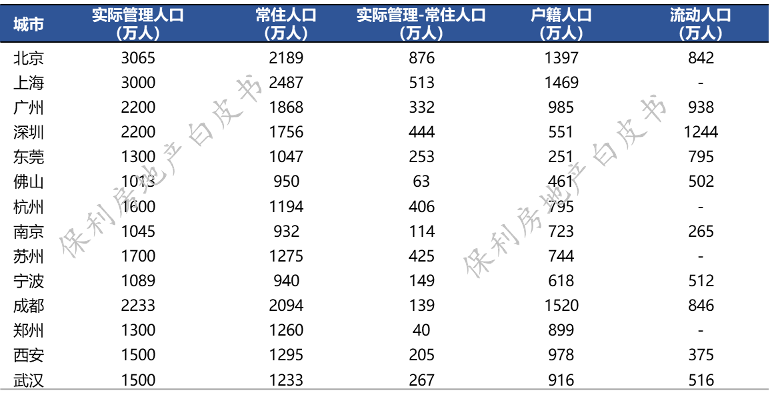 城市 实际管理人口（万人） 常住人口（万人） 实际管理-常住人口（万人） 户籍人口（万人） 流动人口（万人）
北京 3065 2189 876 1397 842
上海 3000 2487 513 1469 -
广州 2200 1868 332 985 938
深圳 2200 1756 444 551 1244
东莞 1300 1047 253 251 795
佛山 1013 950 63 461 502
杭州 1600 1194 406 795 -
南京 1045 932 114 723 265
苏州 1700 1275 425 744 -
宁波 1089 940 149 618 512
成都 2233 2094 139 1520 846
郑州 1300 1260 40 899 -
西安 1500 1295 205 978 375
武汉 1500 1233 267 916 516
保利房地产白皮书
保利房地产白皮书